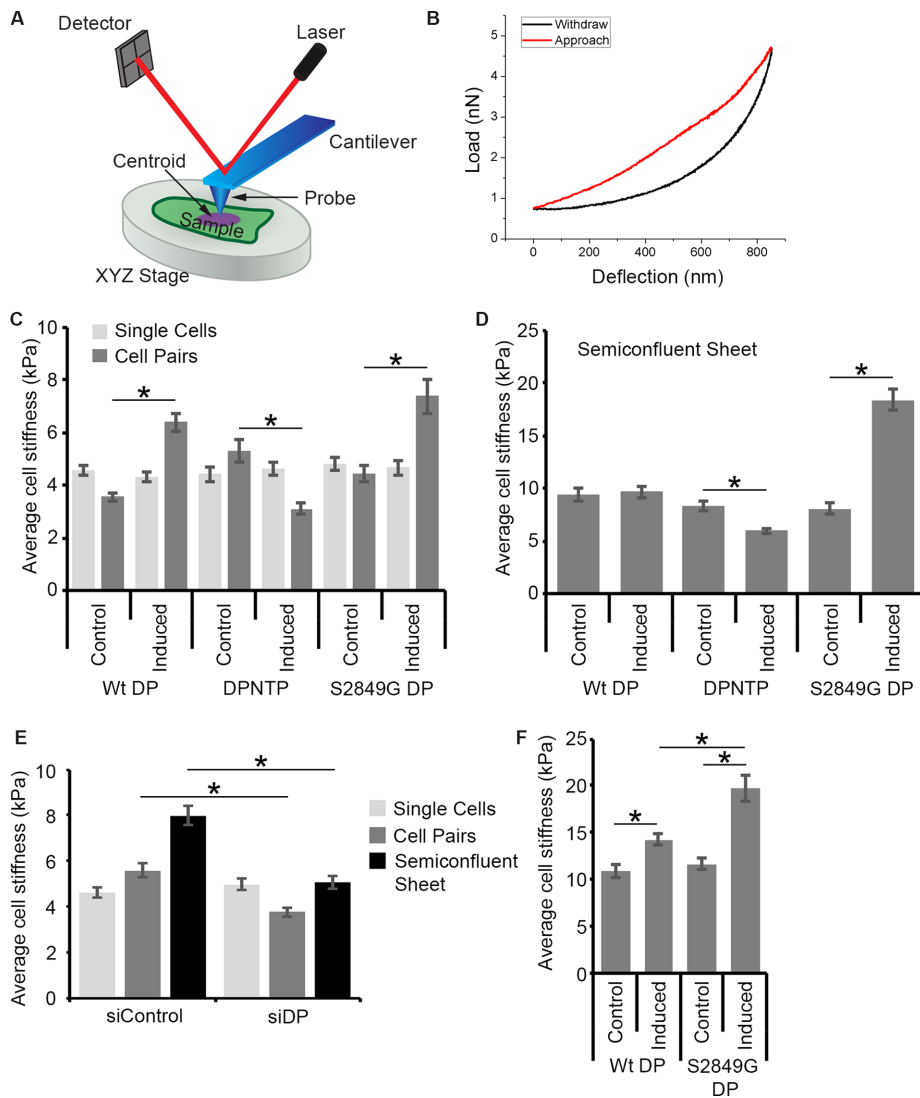 A
Detector
Laser
Cantilever
Centroid
Probe
Sample
XYZ Stage
B
Withdraw
Approach
Load (nN)
5
4
3
2
1
0
0
200
400
600
800
Deflection (nm)
C
Single Cells
Cell Pairs
Average cell stiffness (kPa)
10
8
6
4
2
0
*
*
*
Control
Induced
Control
Induced
Control
Induced
Wt DP
DPNTP
S2849G DP
D
Semiconfluent Sheet
Average cell stiffness (kPa)
25
20
15
10
5
0
*
*
Control
Induced
Control
Induced
Control
Induced
Wt DP
DPNTP
S2849G DP
E
Average cell stiffness (kPa)
10
8
6
4
2
0
*
*
siControl
siDP
Single Cells
Cell Pairs
Semiconfluent
Sheet
F
Average cell stiffness (kPa)
25
20
15
10
5
0
*
*
*
Control
Induced
Control
Induced
Wt DP
S2849G
DP